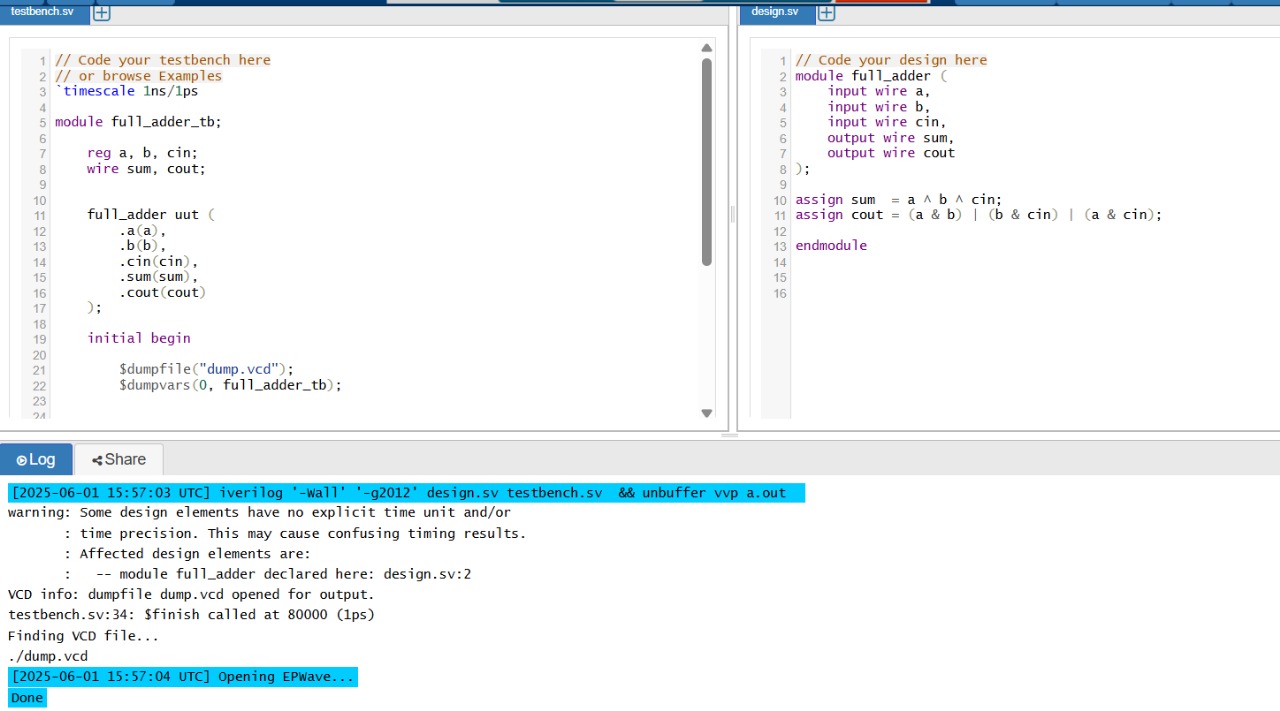 testbench.sv
1 // Code your testbench here
2 // or browse Examples
3 `timescale 1ns/1ps
4
5 module full_adder_tb;
6
7 reg a, b, cin;
8 wire sum, cout;
9
10
11 full_adder uut (
12 .a(a),
13 .b(b),
14 .cin(cin),
15 .sum(sum),
16 .cout(cout)
17 );
18
19 initial begin
20
21 $dumpfile("dump.vcd");
22 $dumpvars(0, full_adder_tb);
23
24
design.sv
1 // Code your design here
2 module full_adder (
3 input wire a,
4 input wire b,
5 input wire cin,
6 output wire sum,
7 output wire cout
8 );
9
10 assign sum  = a ^ b ^ cin;
11 assign cout = (a & b) | (b & cin) | (a & cin);
12
13 endmodule
14
15
16
Log
Share
[2025-06-01 15:57:03 UTC] iverilog '-Wall' '-g2012' design.sv testbench.sv  && unbuffer vvp a.out
warning: Some design elements have no explicit time unit and/or
: time precision. This may cause confusing timing results.
: Affected design elements are:
:   -- module full_adder declared here: design.sv:2
VCD info: dumpfile dump.vcd opened for output.
testbench.sv:34: $finish called at 80000 (1ps)
Finding VCD file...
./dump.vcd
[2025-06-01 15:57:04 UTC] Opening EPWave...
Done